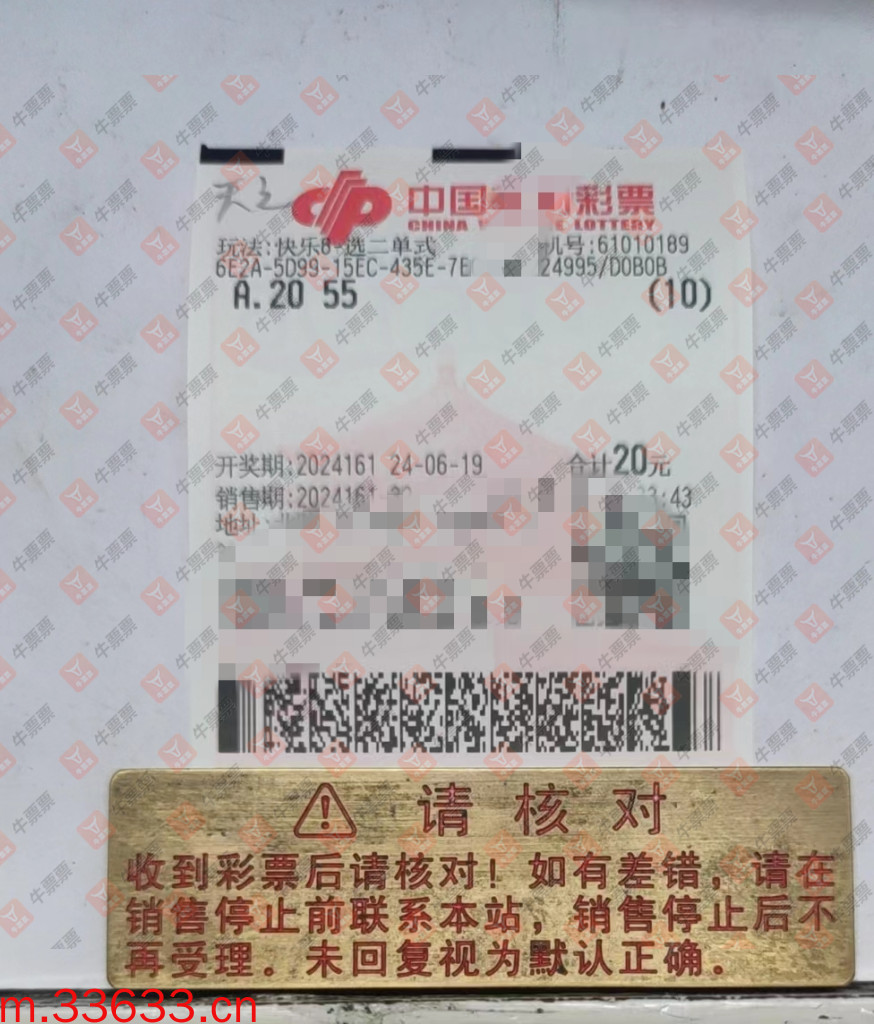 天之
中国 彩票
CHINA LOTTERY
玩法:快乐8-选二单式 机号:61010189
6E2A-5D99-15EC-435E-7E 24995/D0B0B
A.20 55 (10)
开奖期:2024161 24-06-19 合计20元
销售期:2024161 :43
地址:
请核对
收到彩票后请核对！如有差错，请在
销售停止前联系本站，销售停止后不
再受理。未回复视为默认正确。
m.33633.cn
牛票票